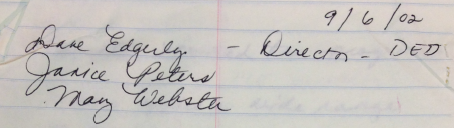 9/6/02
Dave Edgerly - Director - DED
Janice Peters
Mary Webster